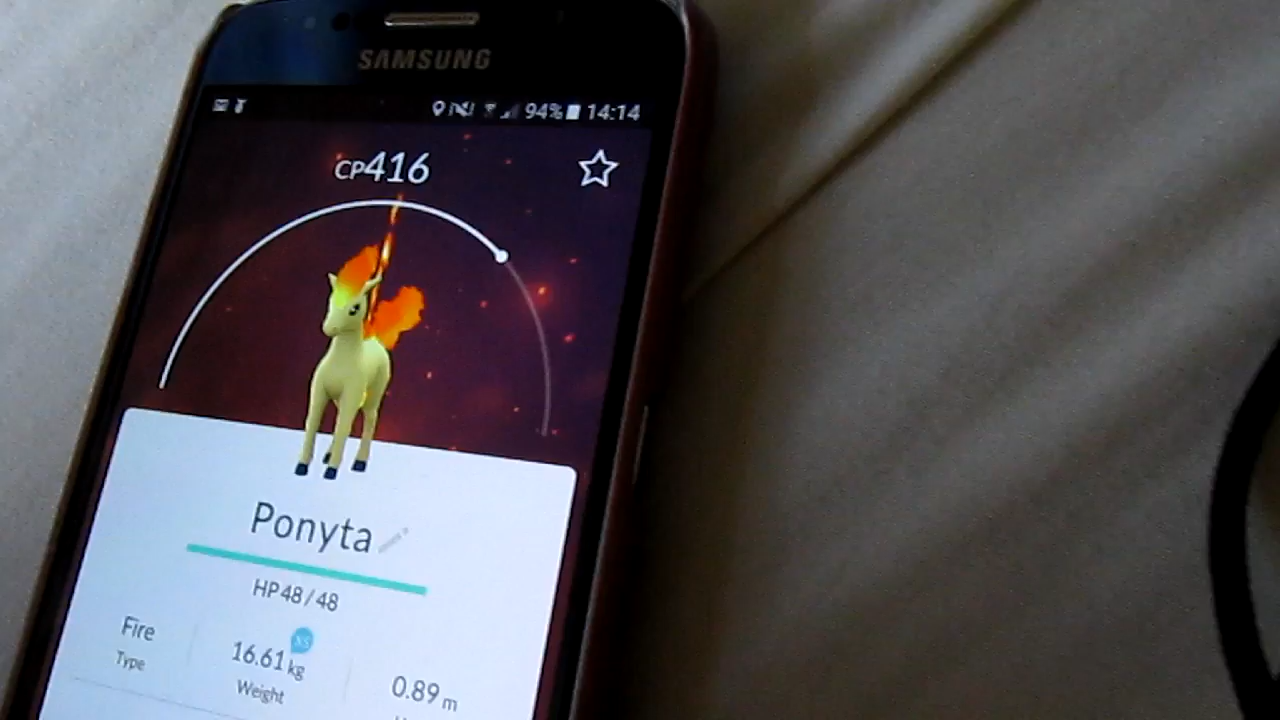 SAMSUNG
94% 14:14
CP416
Ponyta
HP 48 / 48
Fire
16.61 kg
XS
0.89 m
Type
Weight